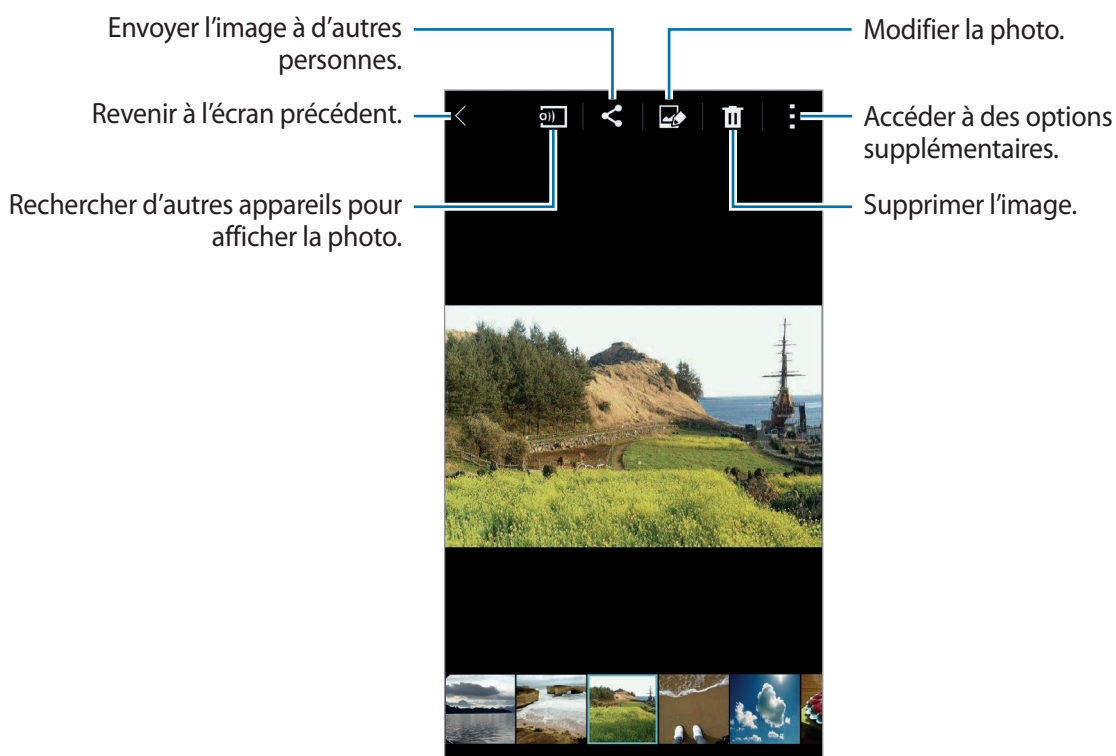 Envoyer l'image à d'autres
personnes.
Revenir à l'écran précédent.
Rechercher d'autres appareils pour
afficher la photo.
Modifier la photo.
Accéder à des options
supplémentaires.
Supprimer l'image.